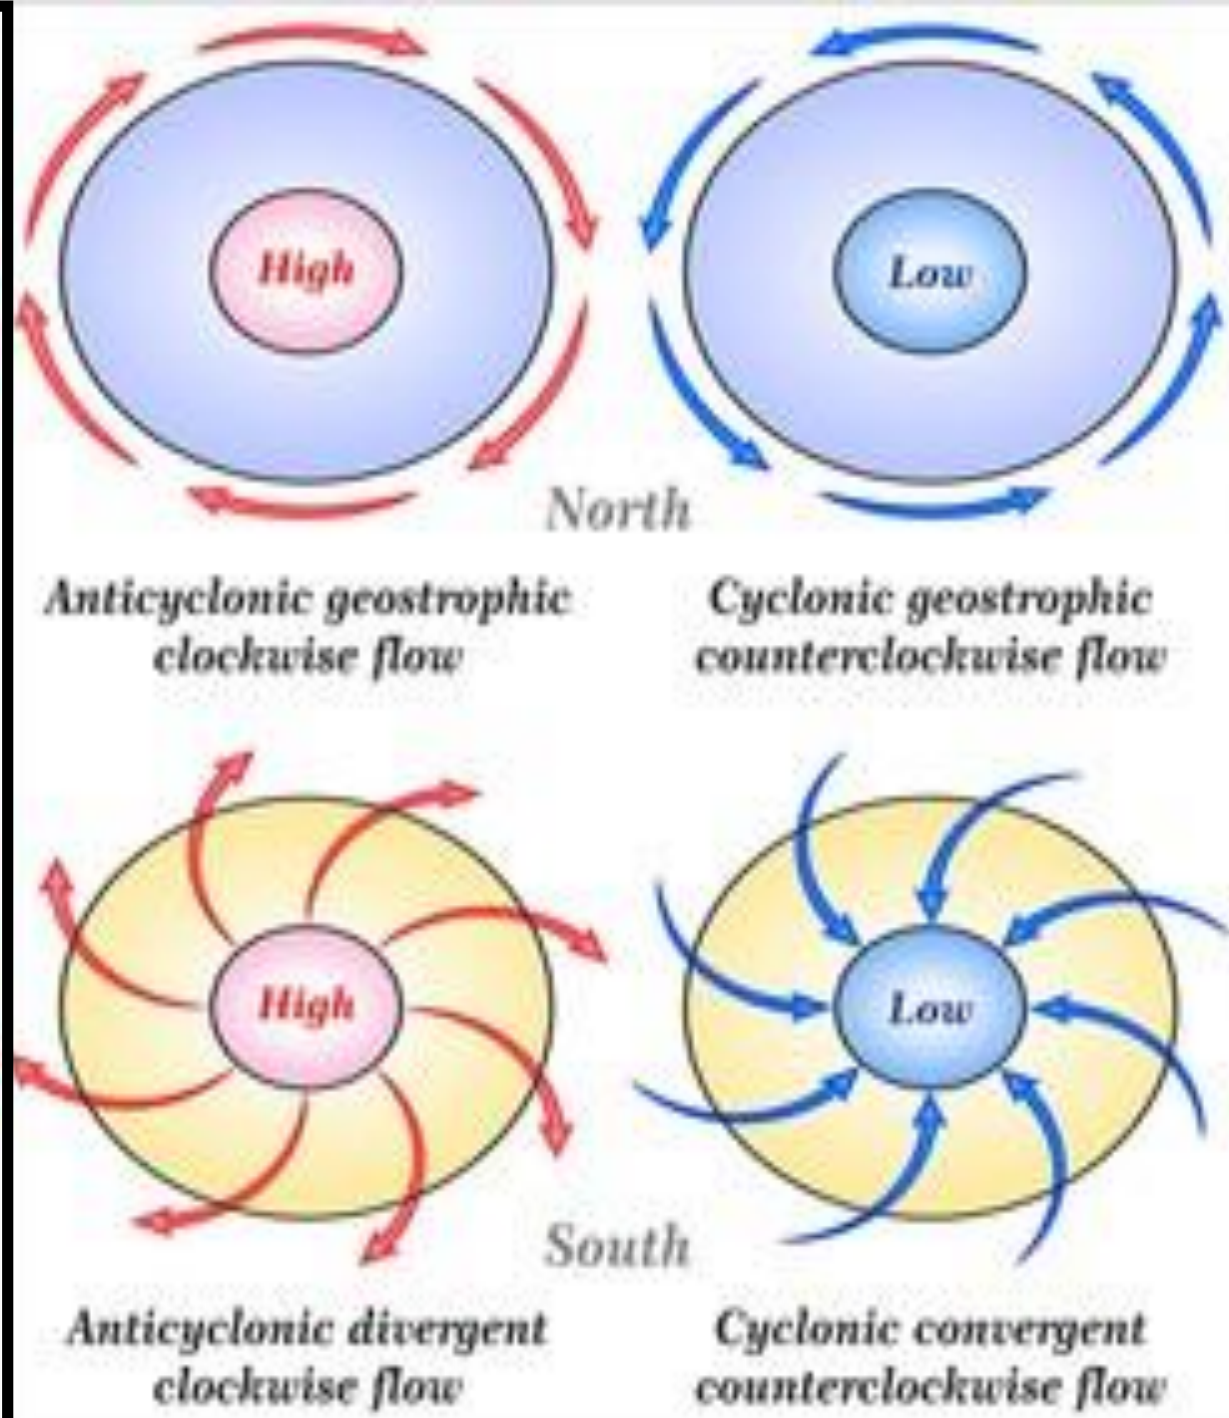 High
Low
North
Anticyclonic geostrophic
clockwise flow
Cyclonic geostrophic
counterclockwise flow
High
Low
South
Anticyclonic divergent
clockwise flow
Cyclonic convergent
counterclockwise flow